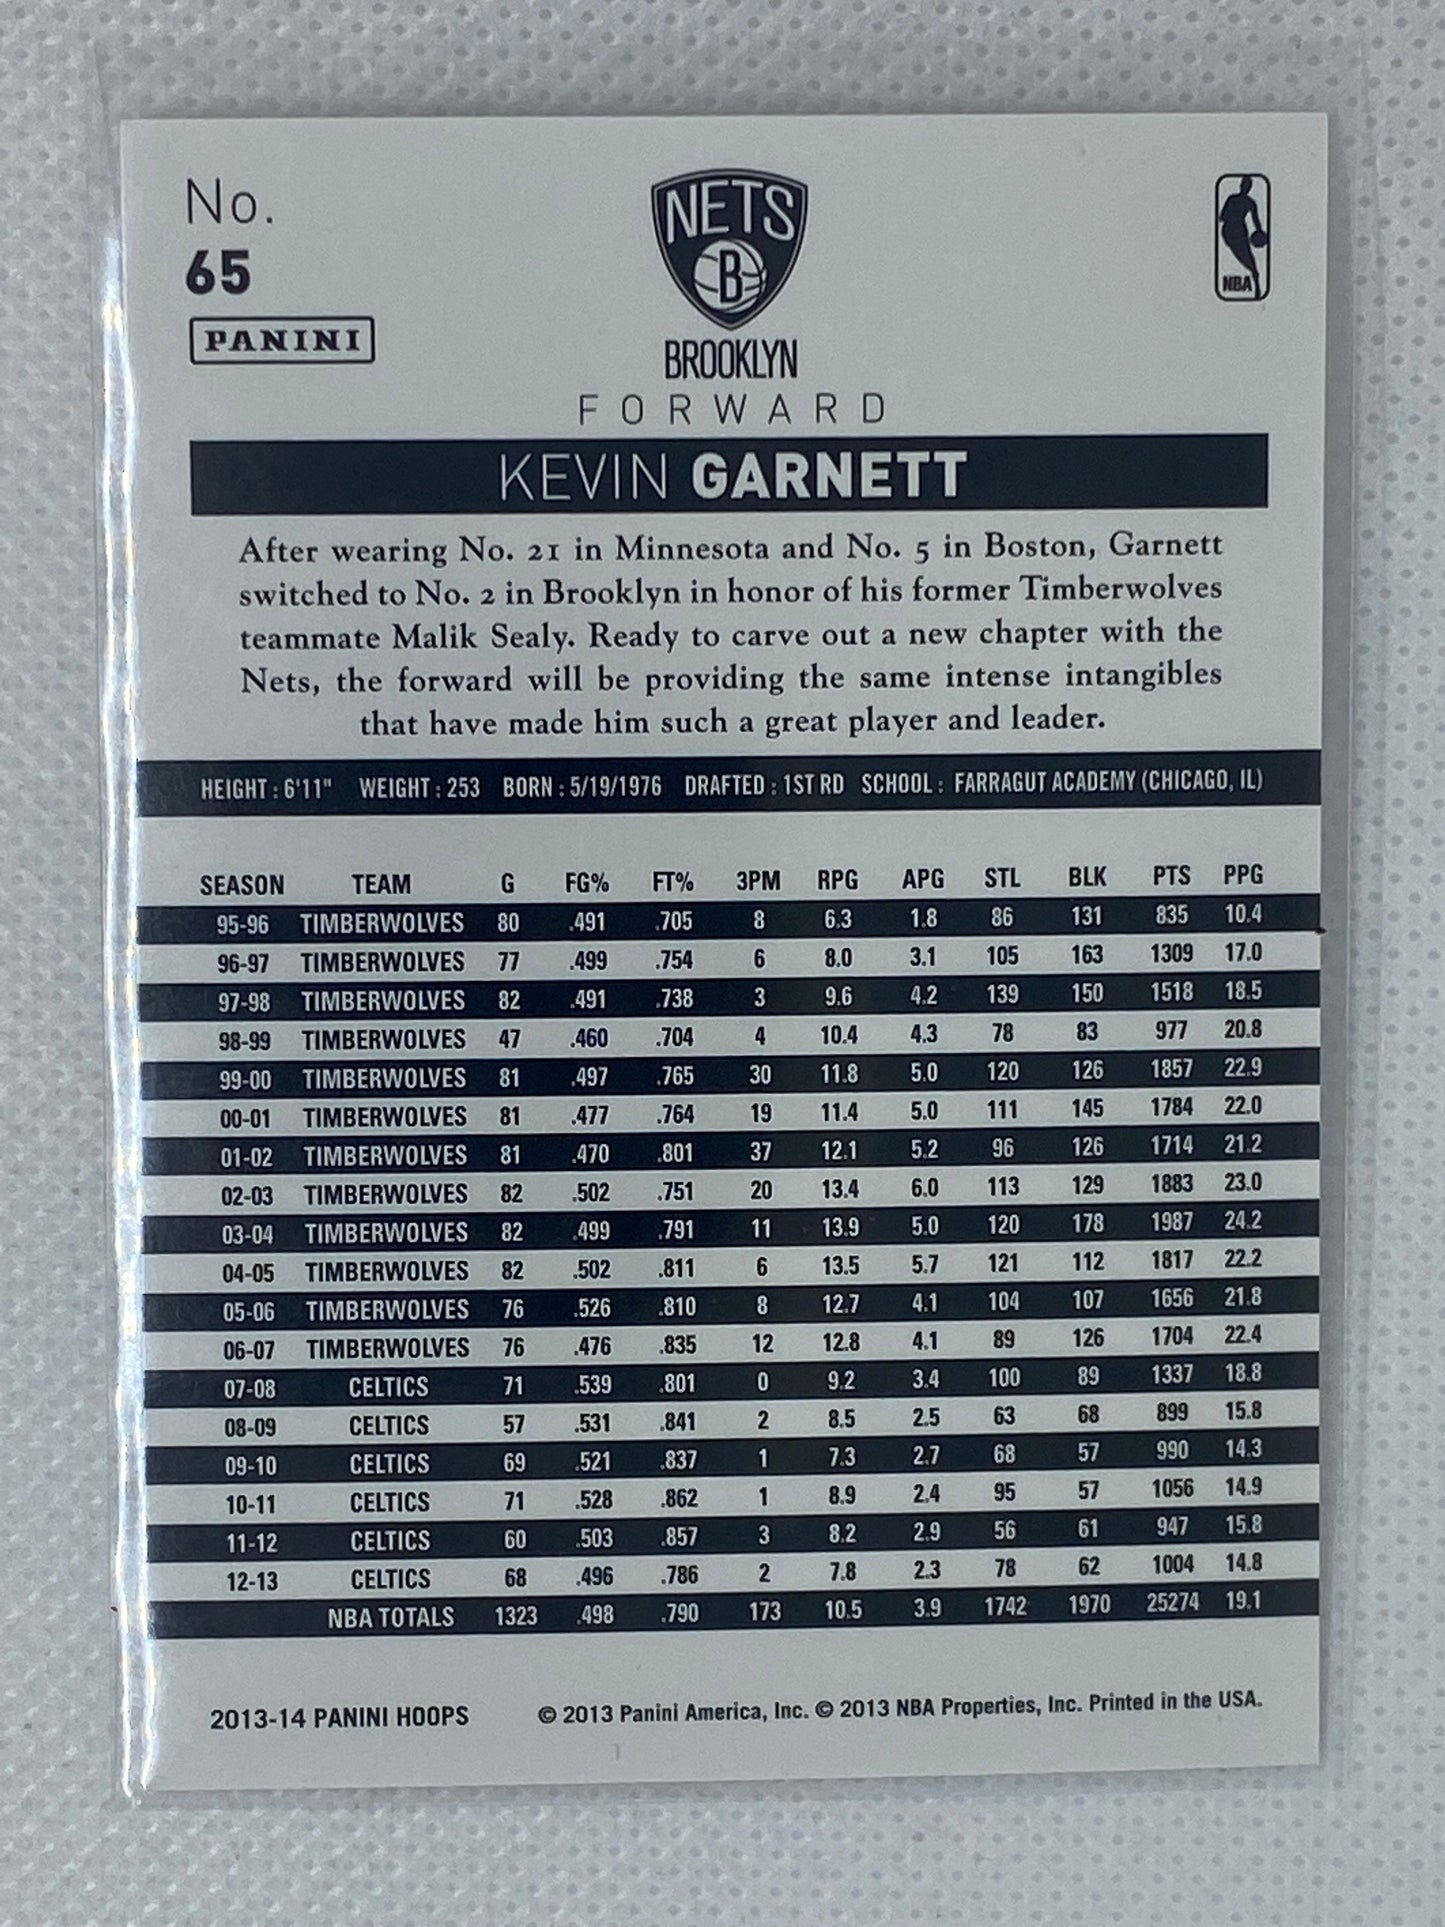 No.
65
PANINI
NETS
B
BROOKLYN
NBA
FORWARD
KEVIN GARNETT
After wearing No. 21 in Minnesota and No. 5 in Boston, Garnett
switched to No. 2 in Brooklyn in honor of his former Timberwolves
teammate Malik Sealy. Ready to carve out a new chapter with the
Nets, the forward will be providing the same intense intangibles
that have made him such a great player and leader.
HEIGHT : 6'11" WEIGHT : 253 BORN : 5/19/1976 DRAFTED : 1ST RD SCHOOL : FARRAGUT ACADEMY (CHICAGO, IL)
SEASON TEAM G FG% FT% 3PM RPG APG STL BLK PTS PPG
95-96 TIMBERWOLVES 80 .491 .705 8 6.3 1.8 86 131 835 10.4
96-97 TIMBERWOLVES 77 .499 .754 6 8.0 3.1 105 163 1309 17.0
97-98 TIMBERWOLVES 82 .491 .738 3 9.6 4.2 139 150 1518 18.5
98-99 TIMBERWOLVES 47 .460 .704 4 10.4 4.3 78 83 977 20.8
99-00 TIMBERWOLVES 81 .497 .765 30 11.8 5.0 120 126 1857 22.9
00-01 TIMBERWOLVES 81 .477 .764 19 11.4 5.0 111 145 1784 22.0
01-02 TIMBERWOLVES 81 .470 .801 37 12.1 5.2 96 126 1714 21.2
02-03 TIMBERWOLVES 82 .502 .751 20 13.4 6.0 113 129 1883 23.0
03-04 TIMBERWOLVES 82 .499 .791 11 13.9 5.0 120 178 1987 24.2
04-05 TIMBERWOLVES 82 .502 .811 6 13.5 5.7 121 112 1817 22.2
05-06 TIMBERWOLVES 76 .526 .810 8 12.7 4.1 104 107 1656 21.8
06-07 TIMBERWOLVES 76 .476 .835 12 12.8 4.1 89 126 1704 22.4
07-08 CELTICS 71 .539 .801 0 9.2 3.4 100 89 1337 18.8
08-09 CELTICS 57 .531 .841 2 8.5 2.5 63 68 899 15.8
09-10 CELTICS 69 .521 .837 1 7.3 2.7 68 57 990 14.3
10-11 CELTICS 71 .528 .862 1 8.9 2.4 95 57 1056 14.9
11-12 CELTICS 60 .503 .857 3 8.2 2.9 56 61 947 15.8
12-13 CELTICS 68 .496 .786 2 7.8 2.3 78 62 1004 14.8
NBA TOTALS 1323 .498 .790 173 10.5 3.9 1742 1970 25274 19.1
2013-14 PANINI HOOPS © 2013 Panini America, Inc. © 2013 NBA Properties, Inc. Printed in the USA.